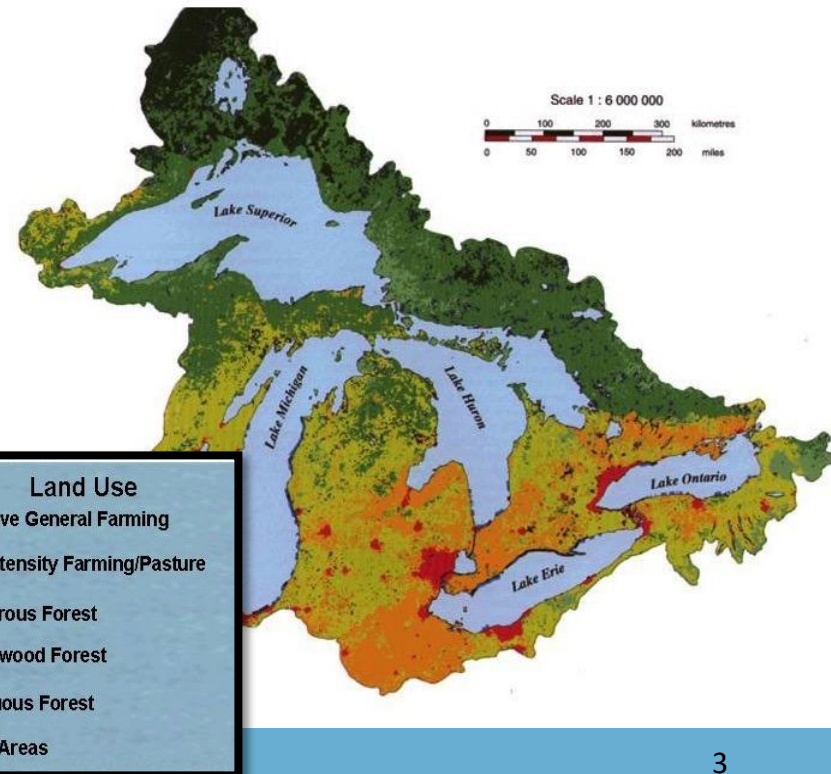 Scale 1 : 6 000 000
0 100 200 300 kilometres
0 50 100 150 200 miles
Lake Superior
Lake Michigan
Lake Huron
Lake Ontario
Lake Erie
Land Use
ve General Farming
tensity Farming/Pasture
rous Forest
wood Forest
uous Forest
Areas
3